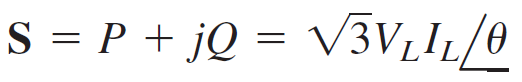 S = P + jQ = √3V_L I_L∠θ